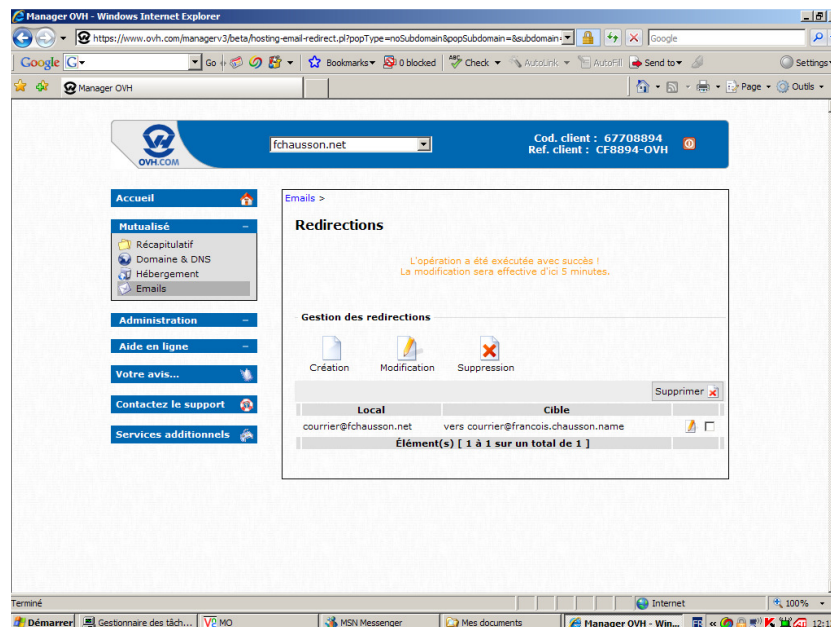 Manager OVH - Windows Internet Explorer
https://www.ovh.com/managerv3/beta/hosting-email-redirect.pl?popType=noSubdomain&popSubdomain=&subdomain=
Google
Google
Go
Bookmarks
0 blocked
Check
AutoLink
AutoFill
Send to
Settings
Manager OVH
Page
Outils
OVH.COM
fchausson.net
Cod. client : 67708894
Ref. client : CF8894-OVH
Accueil
Mutualisé
Récapitulatif
Domaine & DNS
Hébergement
Emails
Administration
Aide en ligne
Votre avis...
Contactez le support
Services additionnels
Emails >
Redirections
L'opération a été exécutée avec succès !
La modification sera effective d'ici 5 minutes.
Gestion des redirections
Création Modification Suppression
Supprimer
Local Cible
courrier@fchausson.net vers courrier@francois.chausson.name
Élément(s) [ 1 à 1 sur un total de 1 ]
Terminé
Internet
100%
Démarrer
Gestionnaire des tâch...
MO
MSN Messenger
Mes documents
Manager OVH - Win...
FR